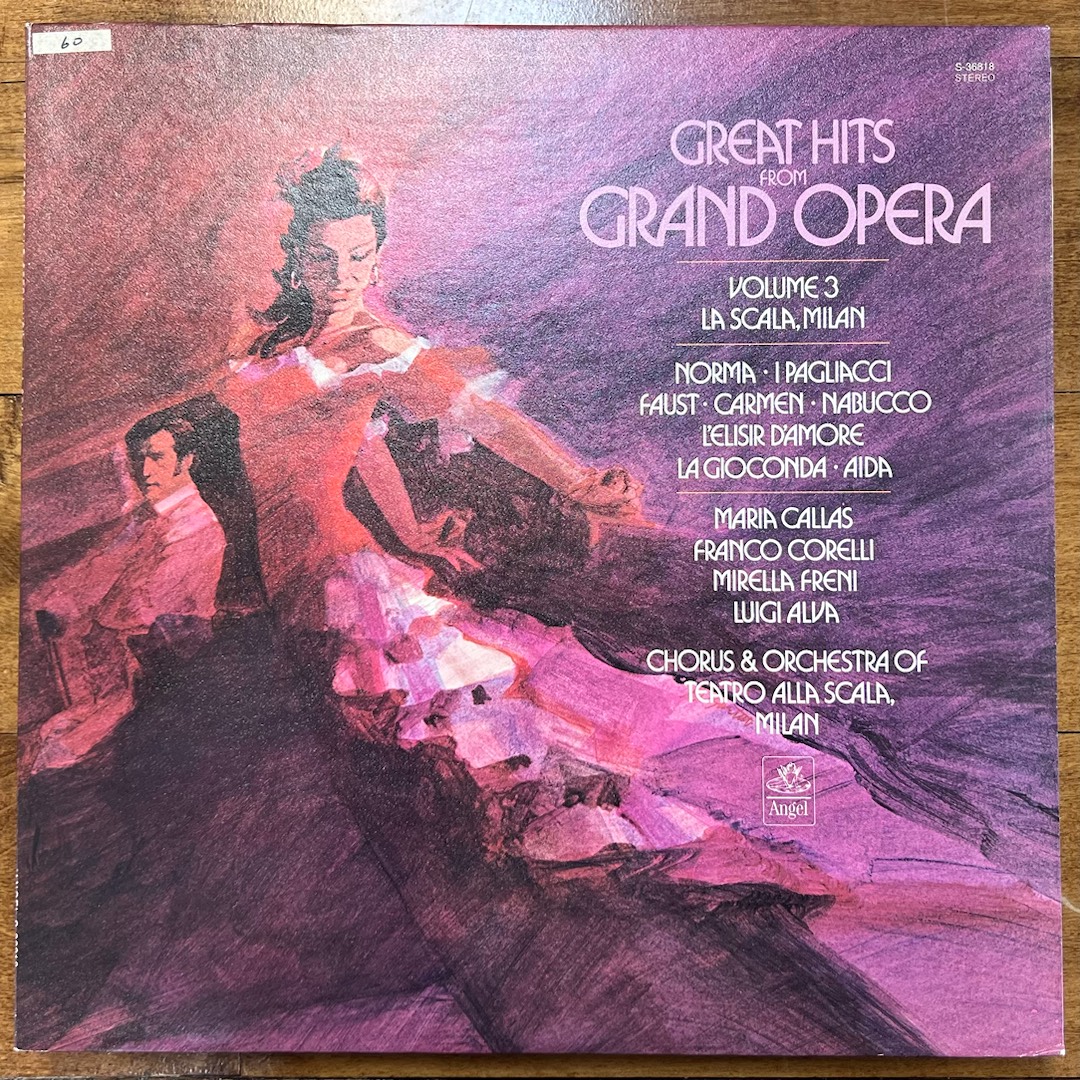 60
S-36818
STEREO
GREAT HITS
FROM
GRAND OPERA
VOLUME 3
LA SCALA, MILAN
NORMA · I PAGLIACCI
FAUST · CARMEN · NABUCCO
L'ELISIR D'AMORE
LA GIOCONDA · AIDA
MARIA CALLAS
FRANCO CORELLI
MIRELLA FRENI
LUIGI ALVA
CHORUS & ORCHESTRA OF
TEATRO ALLA SCALA,
MILAN
Angel